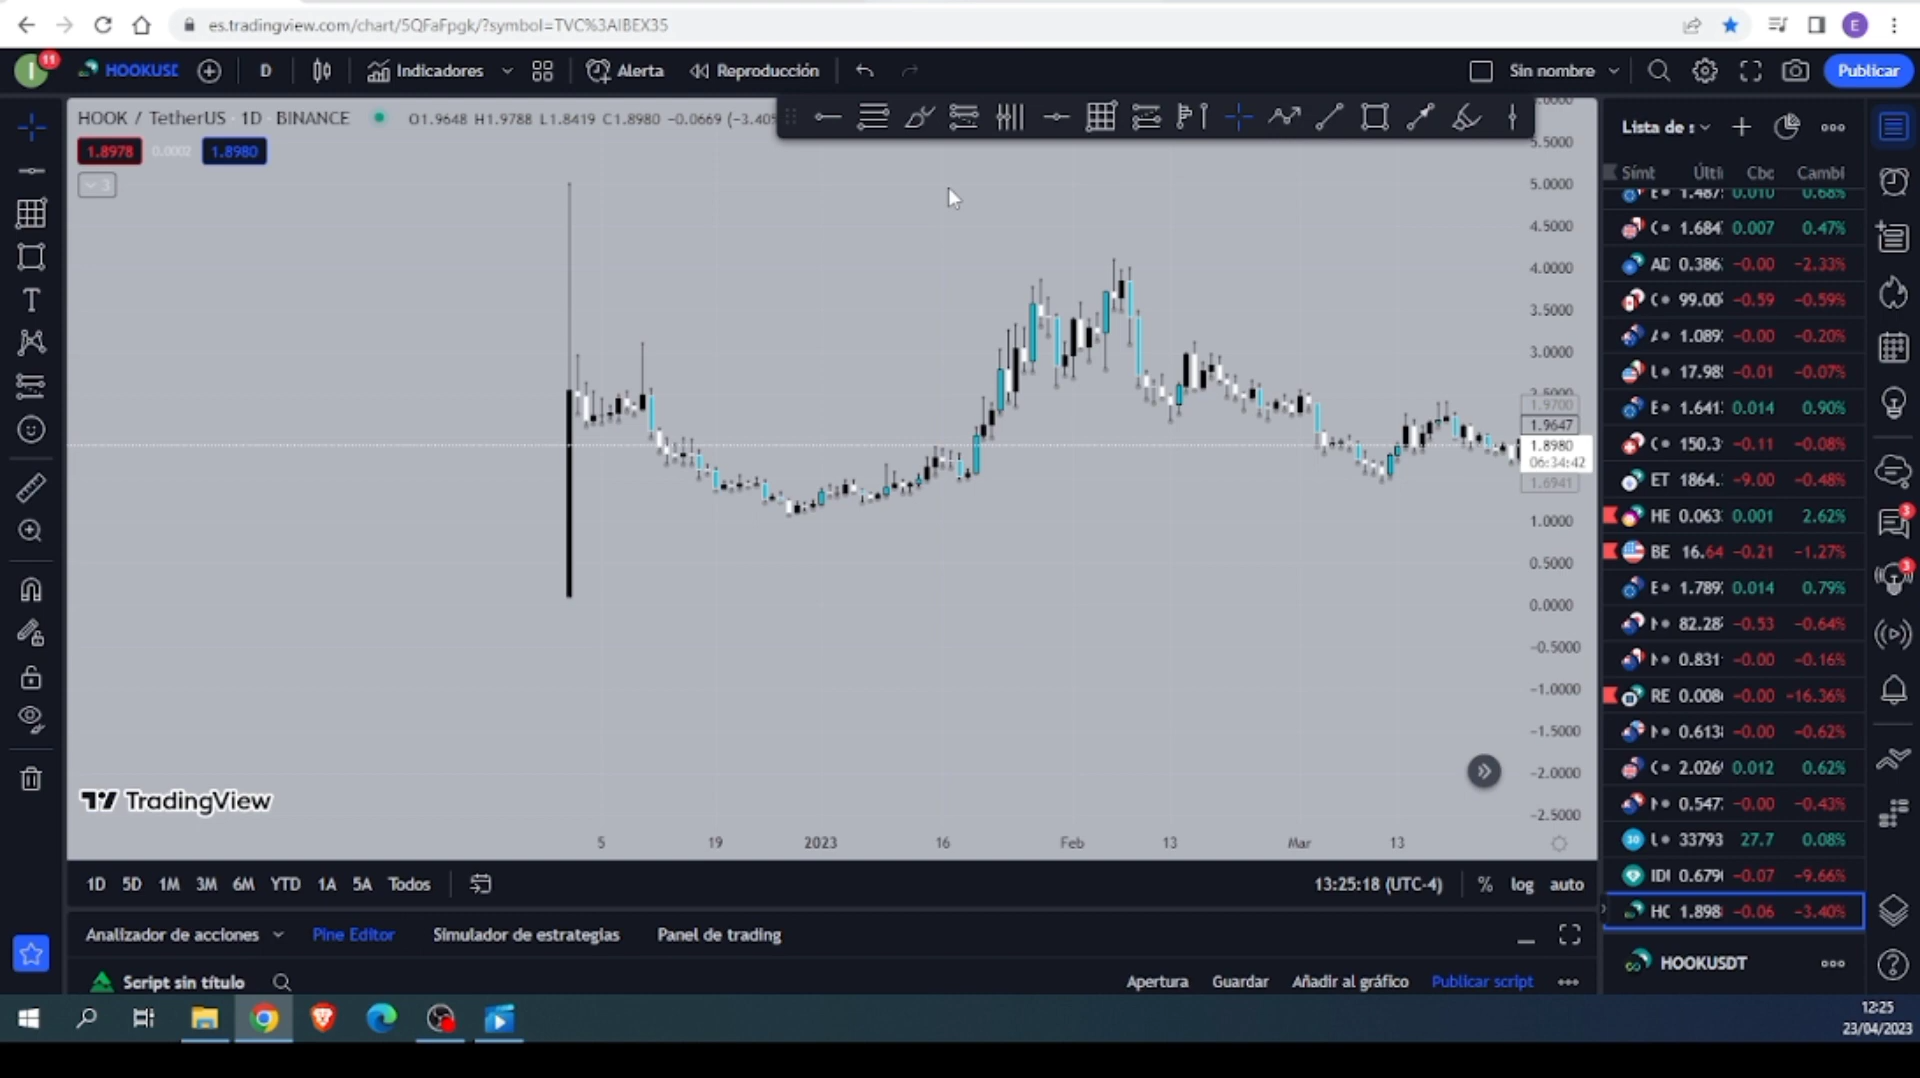 es.tradingview.com/chart/5QFaFpgk/?symbol=TVC%3AIBEX35
E
I 11 HOOKUSD D Indicadores Alerta Reproducción Sin nombre Publicar
HOOK / TetherUS · 1D · BINANCE O1.9648 H1.9788 L1.8419 C1.8980 −0.0669 (−3.40%
1.8978 0.0002 1.8980
3
5.5000
5.0000
4.5000
4.0000
3.5000
3.0000
1.9700
1.9647
1.8980
06:34:42
1.6941
1.0000
0.5000
0.0000
−0.5000
−1.0000
−1.5000
−2.0000
−2.5000
TradingView
5 19 2023 16 Feb 13 Mar 13
Lista de s
Símb Últi Cambl
E 1.487 0.010 0.68%
1.684 0.007 0.47%
AD 0.386 −0.00 −2.33%
99.00 −0.59 −0.59%
1.089 −0.00 −0.20%
17.98 −0.01 −0.07%
E 1.641 0.014 0.90%
150.3 −0.11 −0.08%
ET 1864. −9.00 −0.48%
HE 0.063 0.001 2.62%
BE 16.64 −0.21 −1.27%
E 1.789 0.014 0.79%
82.28 −0.53 −0.64%
0.831 −0.00 −0.16%
RE 0.008 −0.00 −16.36%
0.613 −0.00 −0.62%
2.026 0.012 0.62%
0.547 −0.00 −0.43%
30 33793 27.7 0.08%
0.679 −0.07 −9.66%
HO 1.898 −0.06 −3.40%
HOOKUSDT
3
3
1D 5D 1M 3M 6M YTD 1A 5A Todos 13:25:18 (UTC-4) % log auto
Analizador de acciones Pine Editor Simulador de estrategias Panel de trading
Script sin título Apertura Guardar Añadir al gráfico Publicar script
12:25
23/04/2023